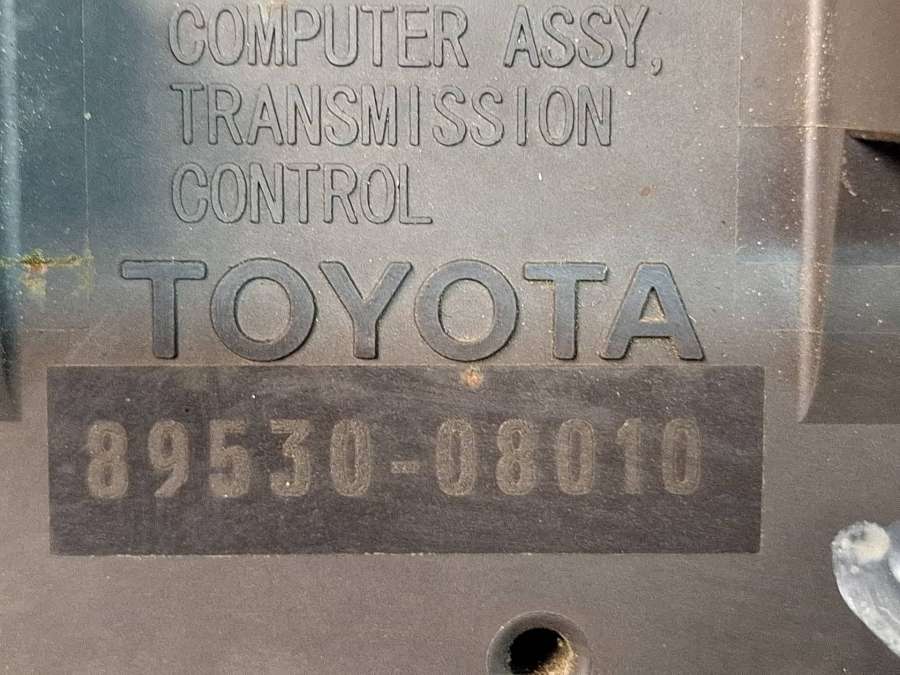 COMPUTER ASSY,
TRANSMISSION
CONTROL
TOYOTA
89530-08010